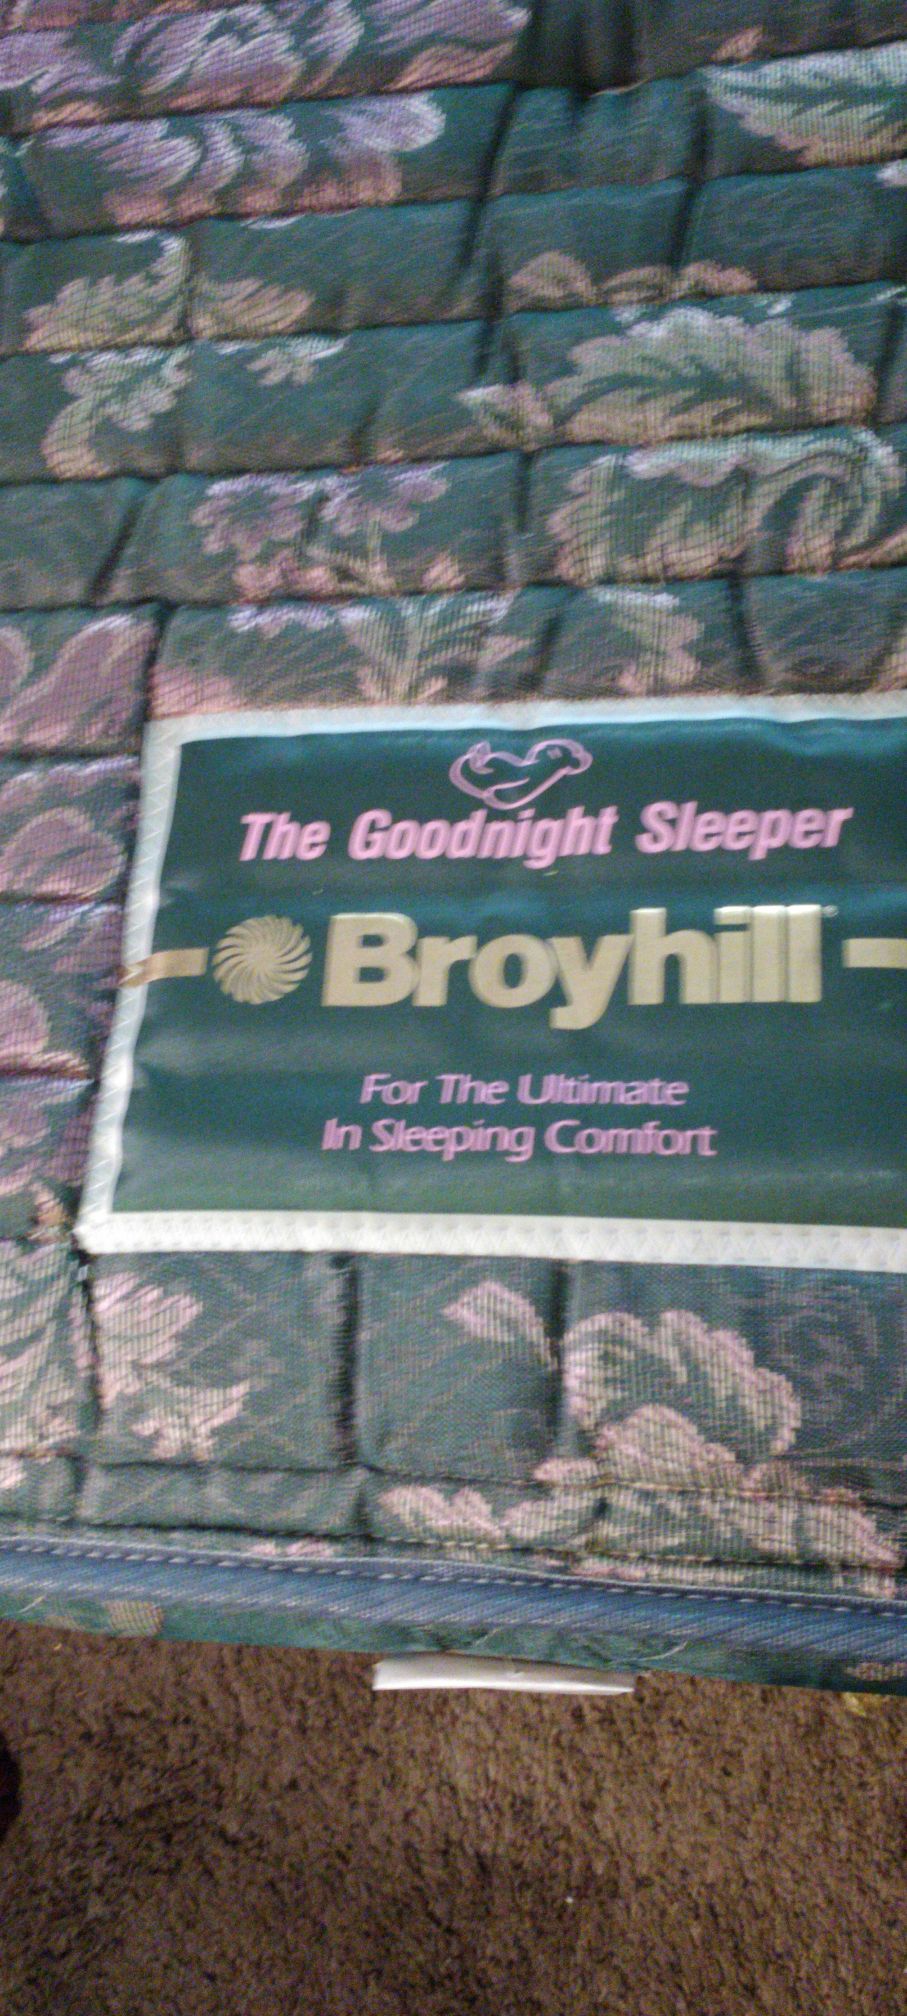 The Goodnight Sleeper
Broyhill®
For The Ultimate
In Sleeping Comfort